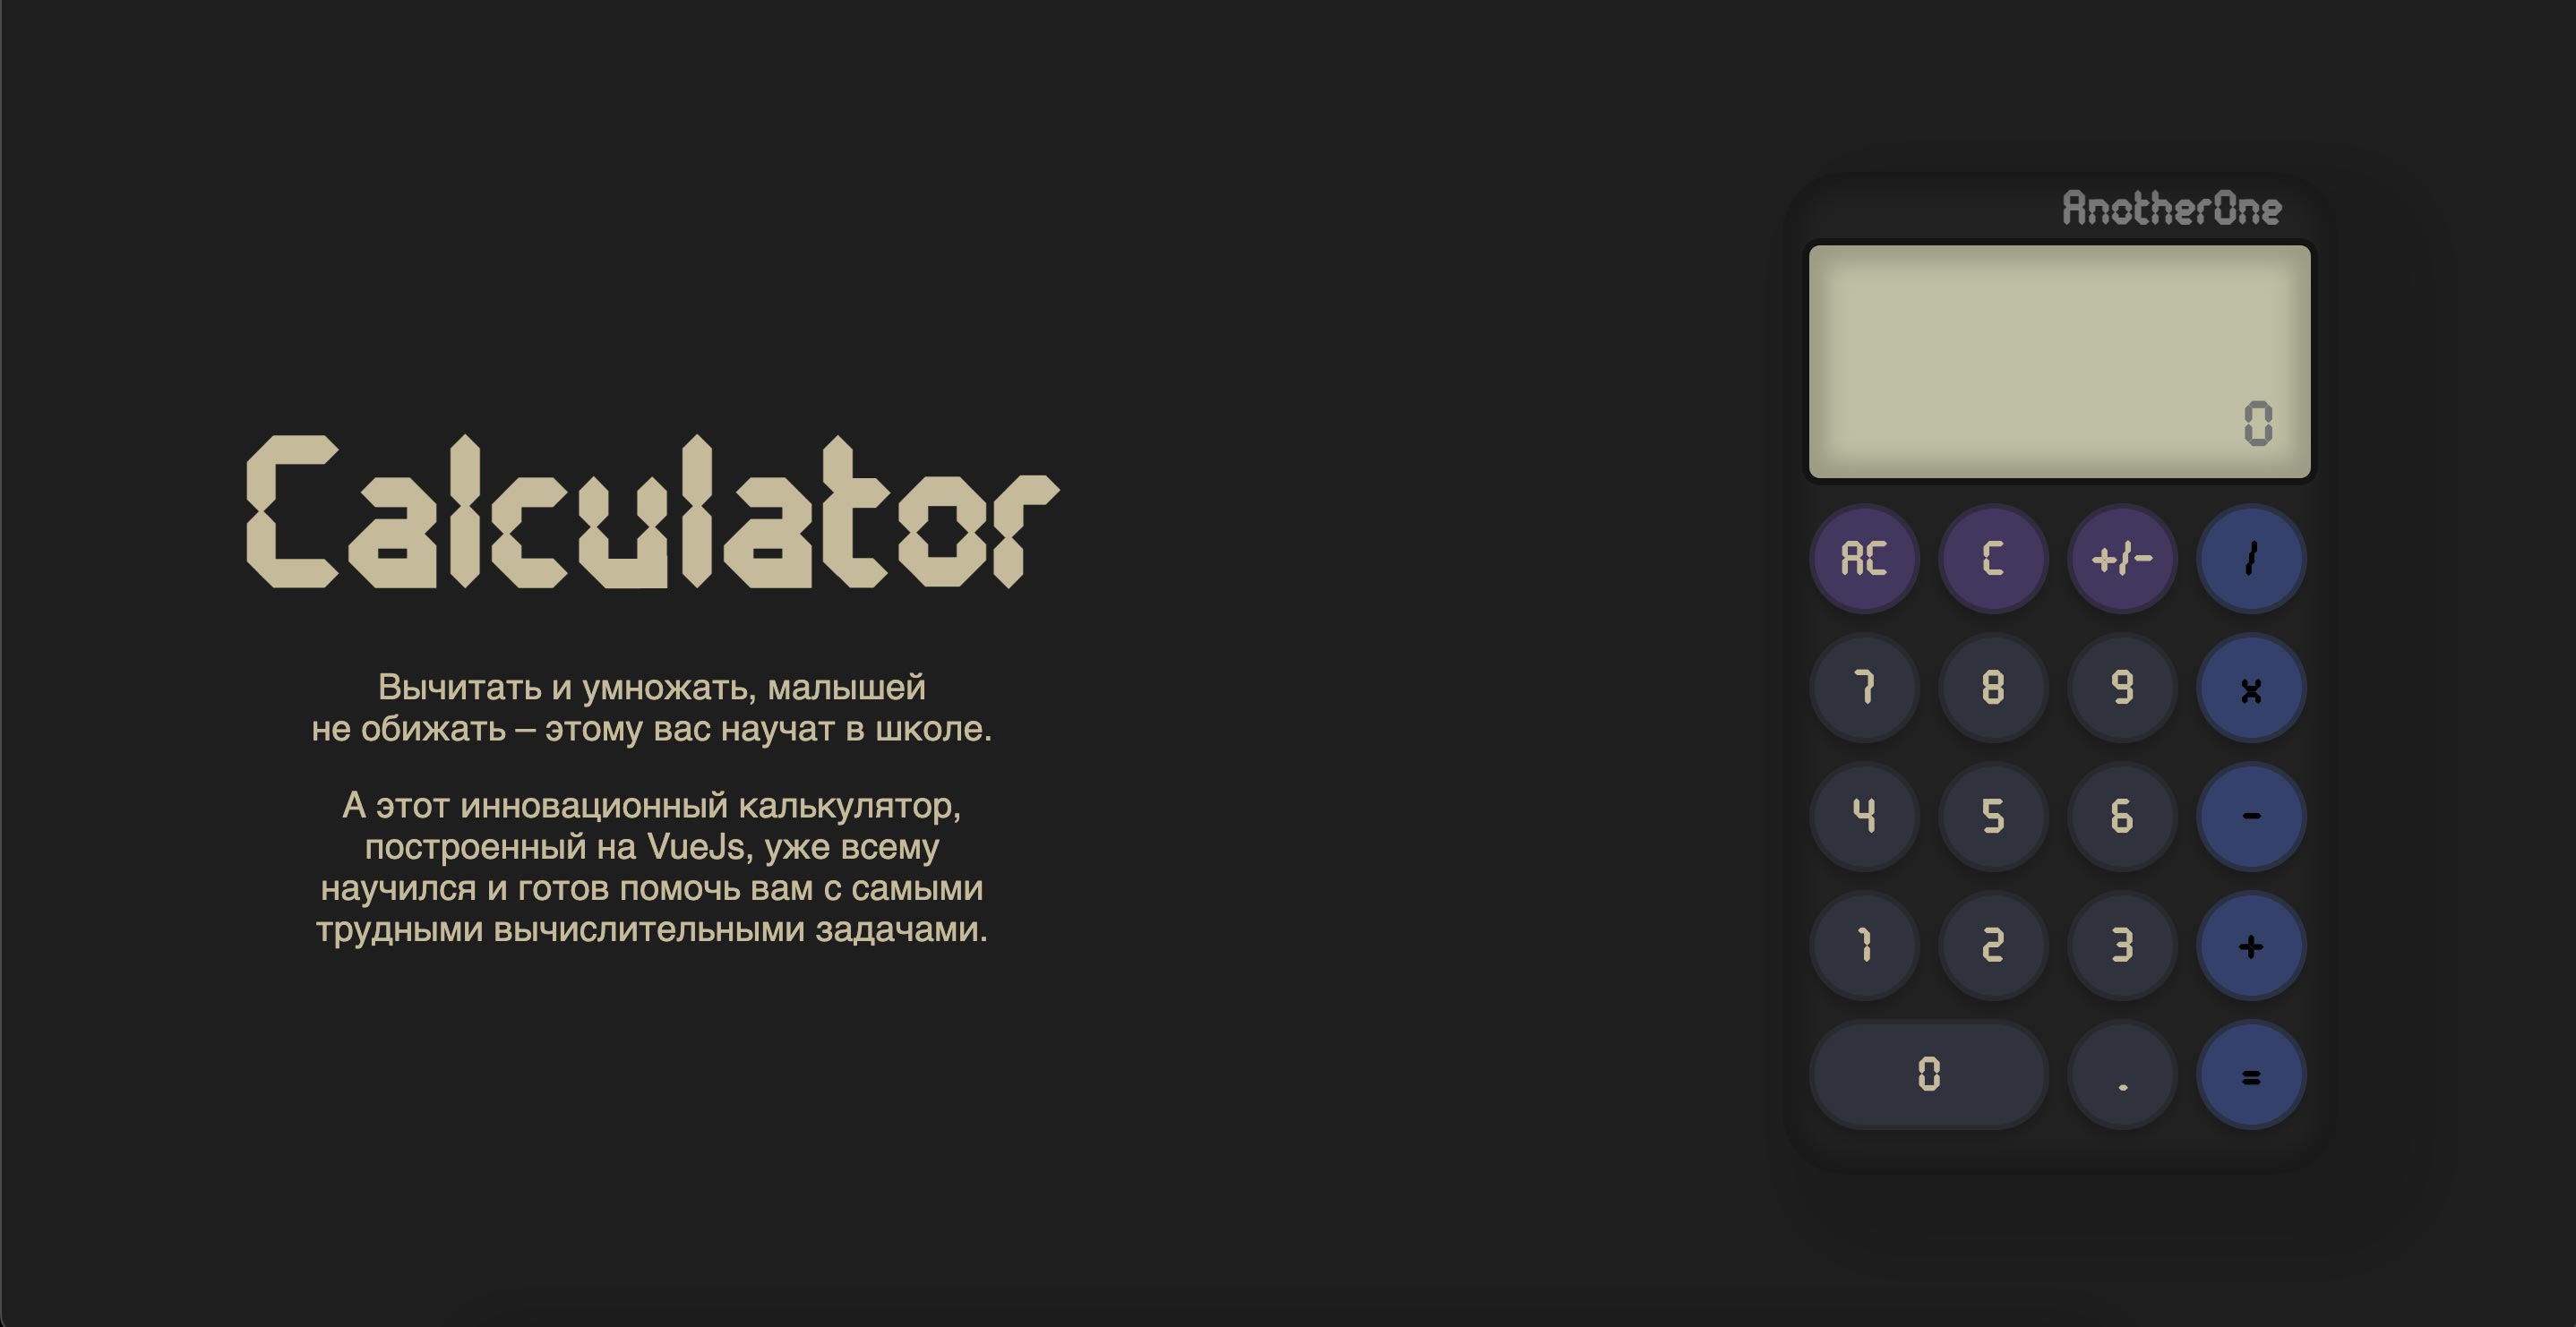 Calculator
Вычитать и умножать, малышей
не обижать – этому вас научат в школе.
А этот инновационный калькулятор,
построенный на VueJs, уже всему
научился и готов помочь вам с самыми
трудными вычислительными задачами.
AnotherOne
0
AC C +/- /
7 8 9 x
4 5 6 -
1 2 3 +
0 . =